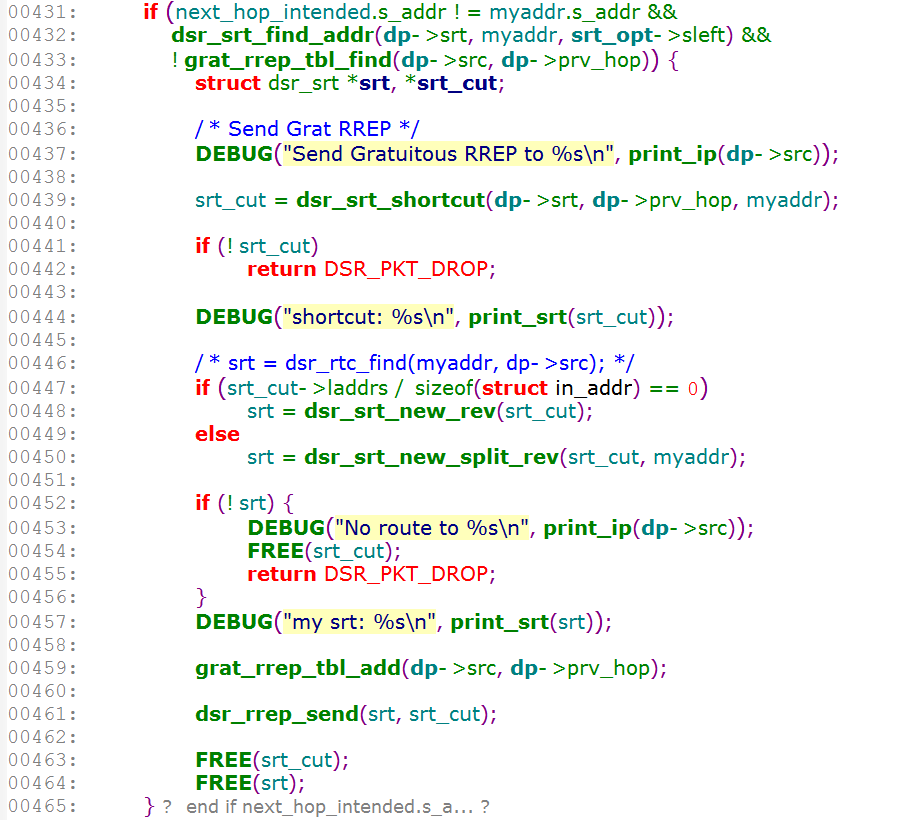 00431: if (next_hop_intended.s_addr ! = myaddr.s_addr &&
00432: dsr_srt_find_addr(dp- >srt, myaddr, srt_opt- >sleft) &&
00433: ! grat_rrep_tbl_find(dp- >src, dp- >prv_hop)) {
00434: struct dsr_srt *srt, *srt_cut;
00435:
00436: / * Send Grat RREP */
00437: DEBUG("Send Gratuitous RREP to %s\n", print_ip(dp- >src));
00438:
00439: srt_cut = dsr_srt_shortcut(dp- >srt, dp- >prv_hop, myaddr);
00440:
00441: if (! srt_cut)
00442: return DSR_PKT_DROP;
00443:
00444: DEBUG("shortcut: %s\n", print_srt(srt_cut));
00445:
00446: / * srt = dsr_rtc_find(myaddr, dp- >src); */
00447: if (srt_cut- >laddrs / sizeof(struct in_addr) == 0)
00448: srt = dsr_srt_new_rev(srt_cut);
00449: else
00450: srt = dsr_srt_new_split_rev(srt_cut, myaddr);
00451:
00452: if (! srt) {
00453: DEBUG("No route to %s\n", print_ip(dp- >src));
00454: FREE(srt_cut);
00455: return DSR_PKT_DROP;
00456: }
00457: DEBUG("my srt: %s\n", print_srt(srt));
00458:
00459: grat_rrep_tbl_add(dp- >src, dp- >prv_hop);
00460:
00461: dsr_rrep_send(srt, srt_cut);
00462:
00463: FREE(srt_cut);
00464: FREE(srt);
00465: } ? end if next_hop_intended.s_a... ?